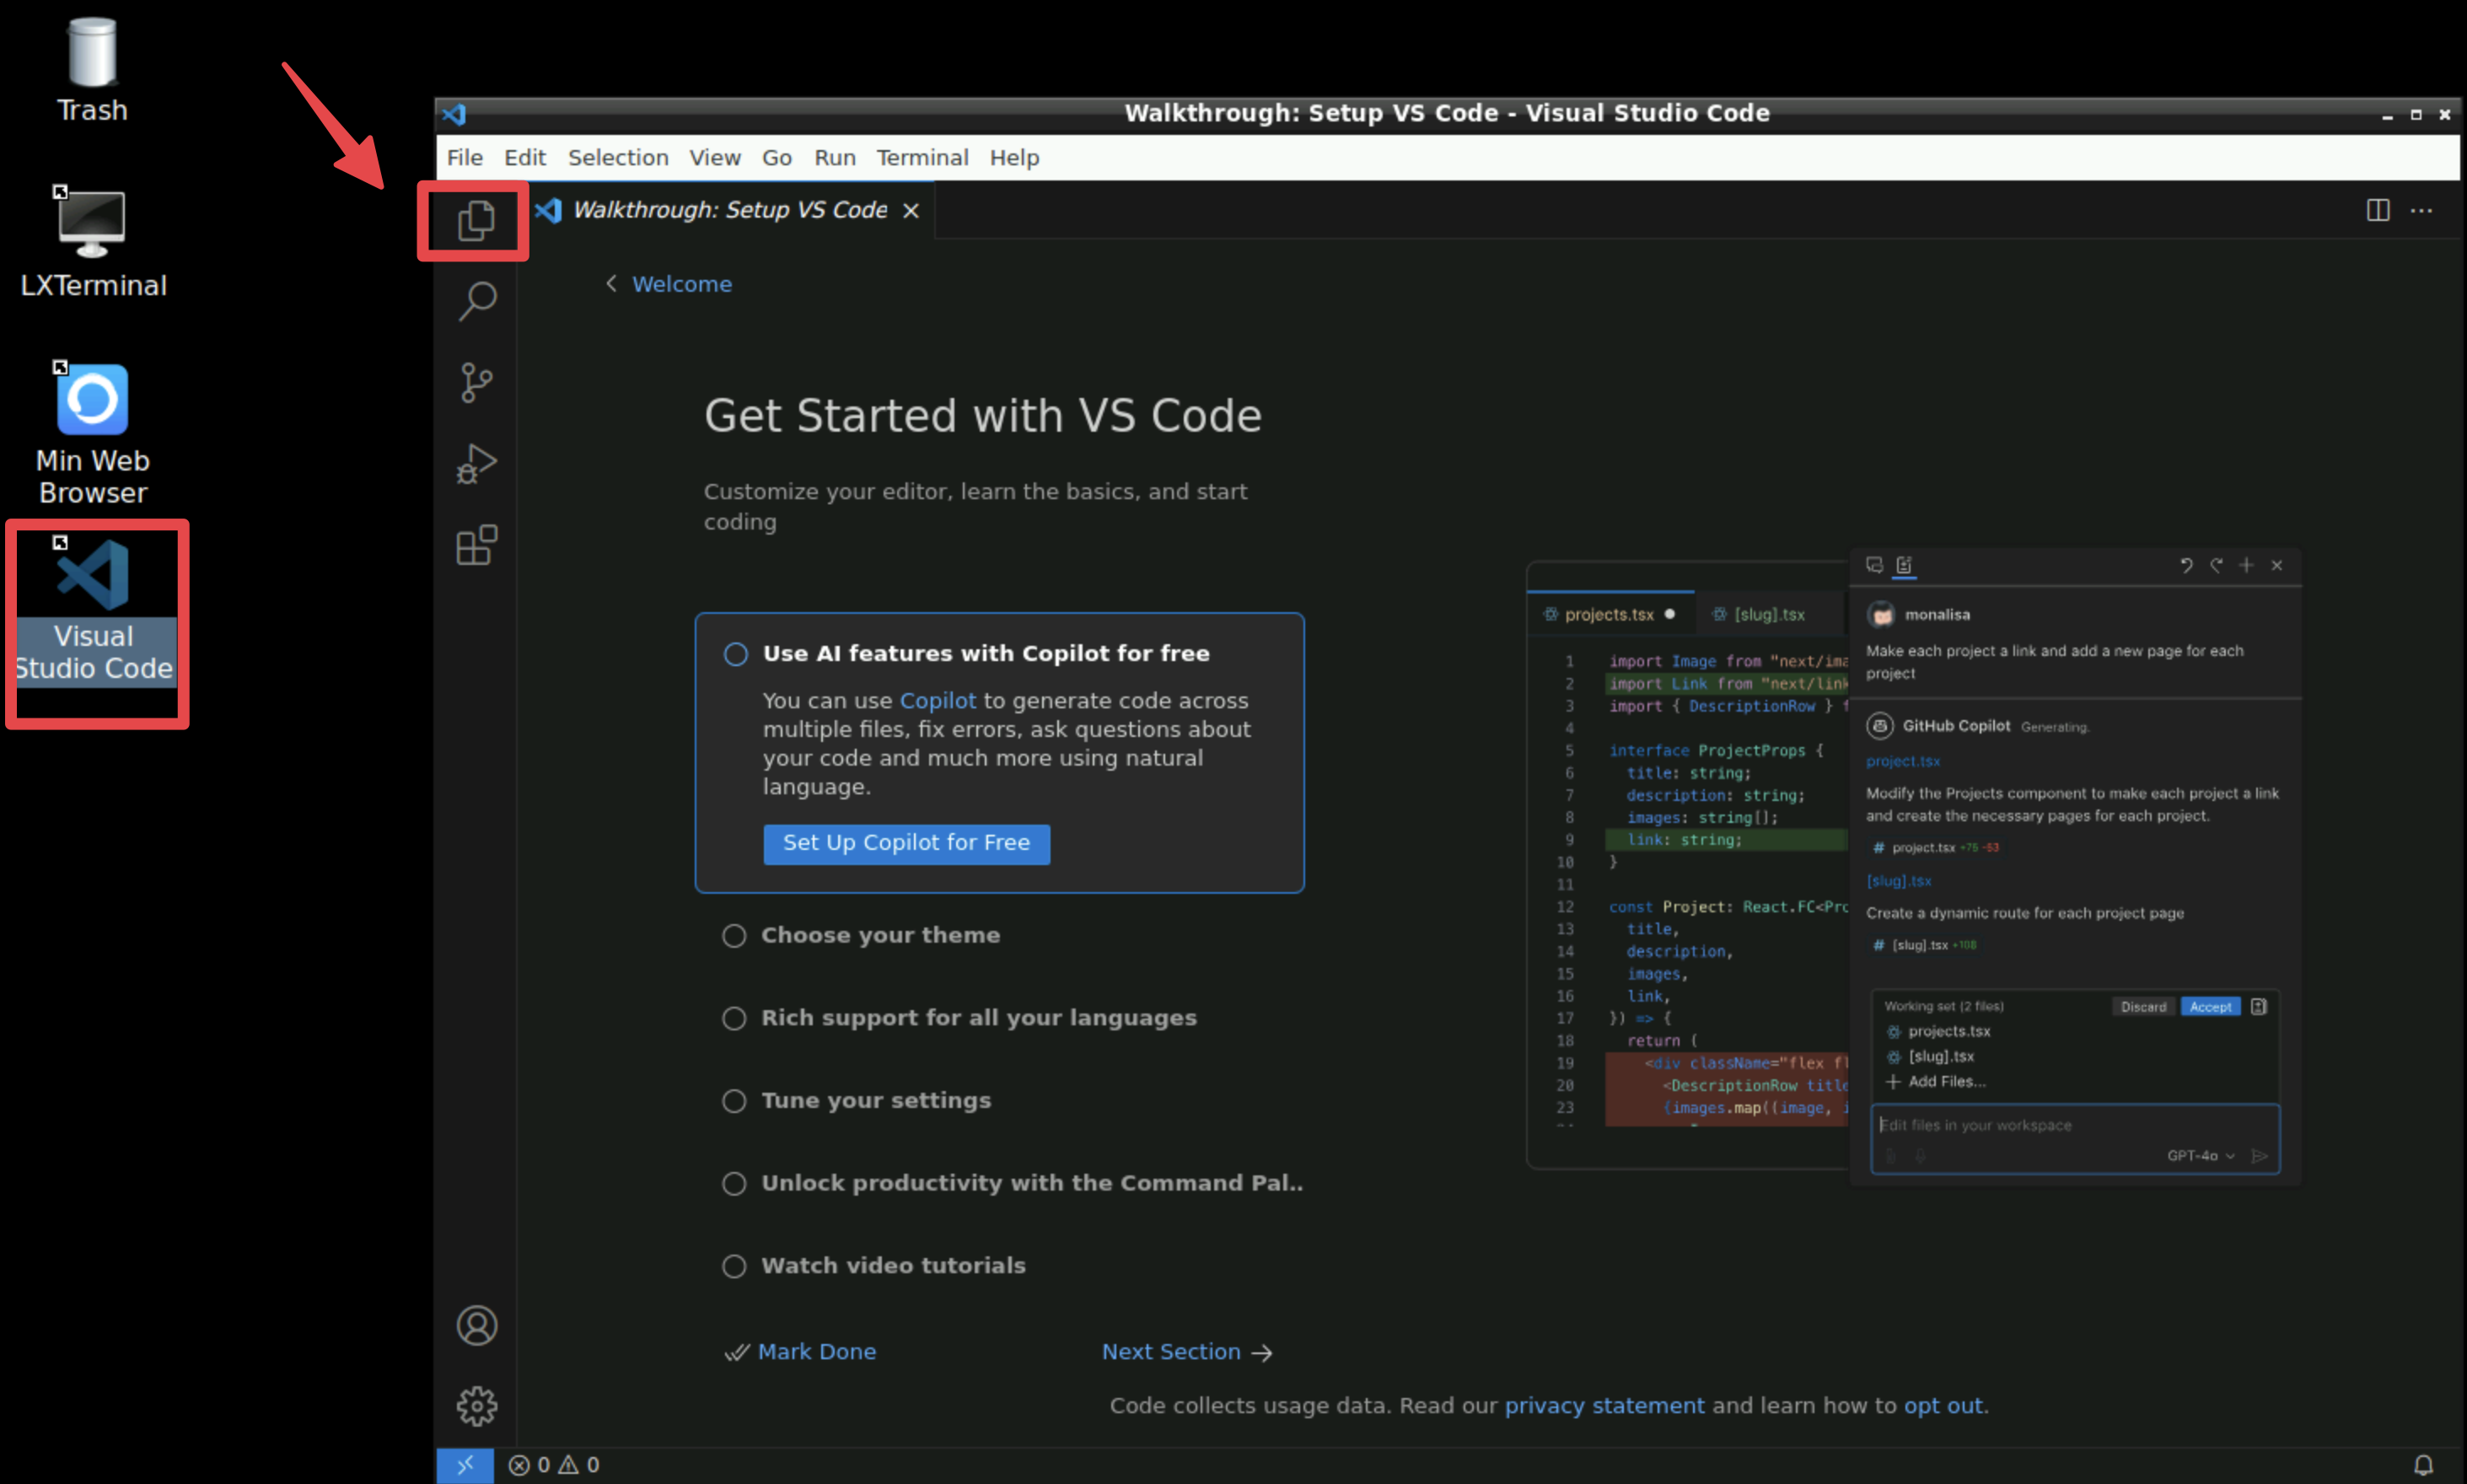 Trash
LXTerminal
Min Web
Browser
Visual
Studio Code
Walkthrough: Setup VS Code - Visual Studio Code
File Edit Selection View Go Run Terminal Help
Walkthrough: Setup VS Code
Welcome
Get Started with VS Code
Customize your editor, learn the basics, and start
coding
Use AI features with Copilot for free
You can use Copilot to generate code across
multiple files, fix errors, ask questions about
your code and much more using natural
language.
Set Up Copilot for Free
Choose your theme
Rich support for all your languages
Tune your settings
Unlock productivity with the Command Pal..
Watch video tutorials
Mark Done
Next Section
projects.tsx [slug].tsx
1 import Image from "next/ima
2 import Link from "next/link
3 import { DescriptionRow } f
4
5 interface ProjectProps {
6 title: string;
7 description: string;
8 images: string[];
9 link: string;
10 }
11
12 const Project: React.FC<Pro
13 title,
14 description,
15 images,
16 link,
17 }) => {
18 return (
19 <div className="flex fl
20 <DescriptionRow title
23 {images.map((image, i
monalisa
Make each project a link and add a new page for each
project
GitHub Copilot Generating.
project.tsx
Modify the Projects component to make each project a link
and create the necessary pages for each project.
# project.tsx +75 -53
[slug].tsx
Create a dynamic route for each project page
# [slug].tsx +108
Working set (2 files) Discard Accept
projects.tsx
[slug].tsx
Add Files...
Edit files in your workspace
GPT-4o
Code collects usage data. Read our privacy statement and learn how to opt out.
0 0